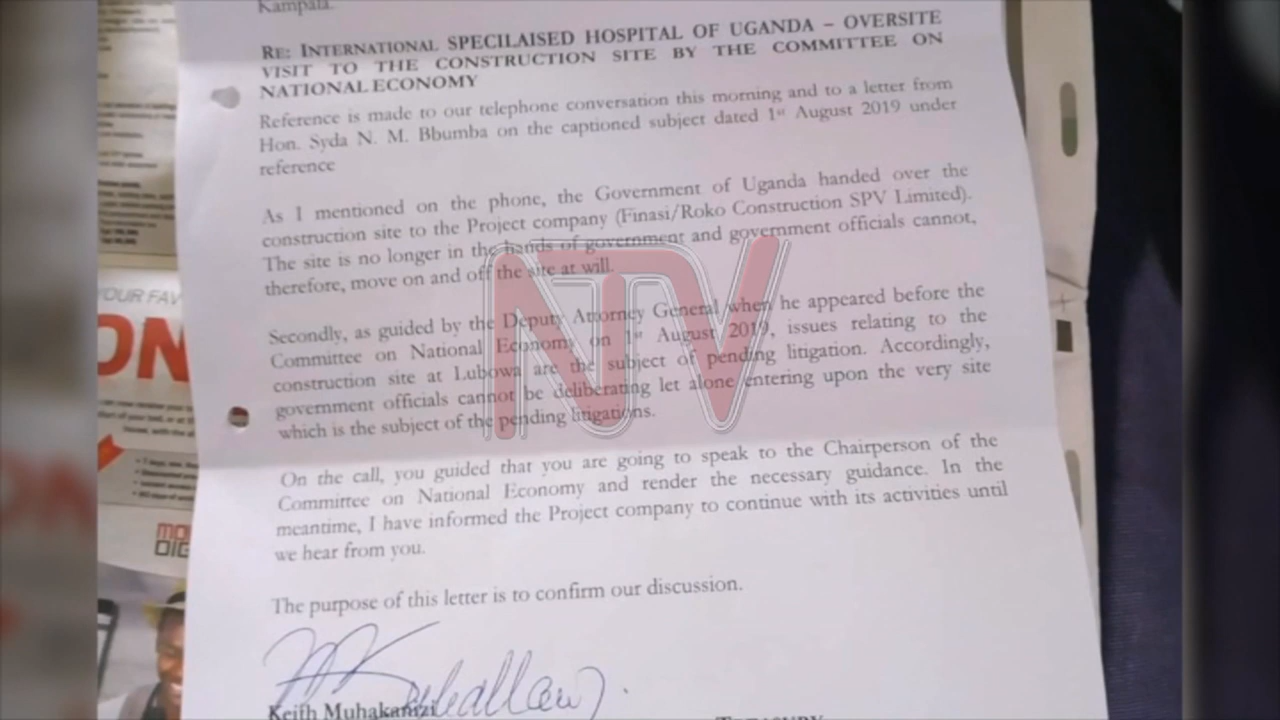 Kampala.
RE: INTERNATIONAL SPECILAISED HOSPITAL OF UGANDA – OVERSITE
VISIT TO THE CONSTRUCTION SITE BY THE COMMITTEE ON
NATIONAL ECONOMY
Reference is made to our telephone conversation this morning and to a letter from
Hon. Syda N. M. Bbumba on the captioned subject dated 1st August 2019 under
reference
As I mentioned on the phone, the Government of Uganda handed over the
construction site to the Project company (Finasi/Roko Construction SPV Limited).
The site is no longer in the hands of government and government officials cannot,
therefore, move on and off the site at will.
Secondly, as guided by the Deputy Attorney General when he appeared before the
Committee on National Economy on 1st August 2019, issues relating to the
construction site at Lubowa are the subject of pending litigation. Accordingly,
government officials cannot be deliberating let alone entering upon the very site
which is the subject of the pending litigations.
On the call, you guided that you are going to speak to the Chairperson of the
Committee on National Economy and render the necessary guidance. In the
meantime, I have informed the Project company to continue with its activities until
we hear from you.
The purpose of this letter is to confirm our discussion.
Keith Muhakanizi
TREASURY
NTV
YOUR FAV
ON
MO
DIG